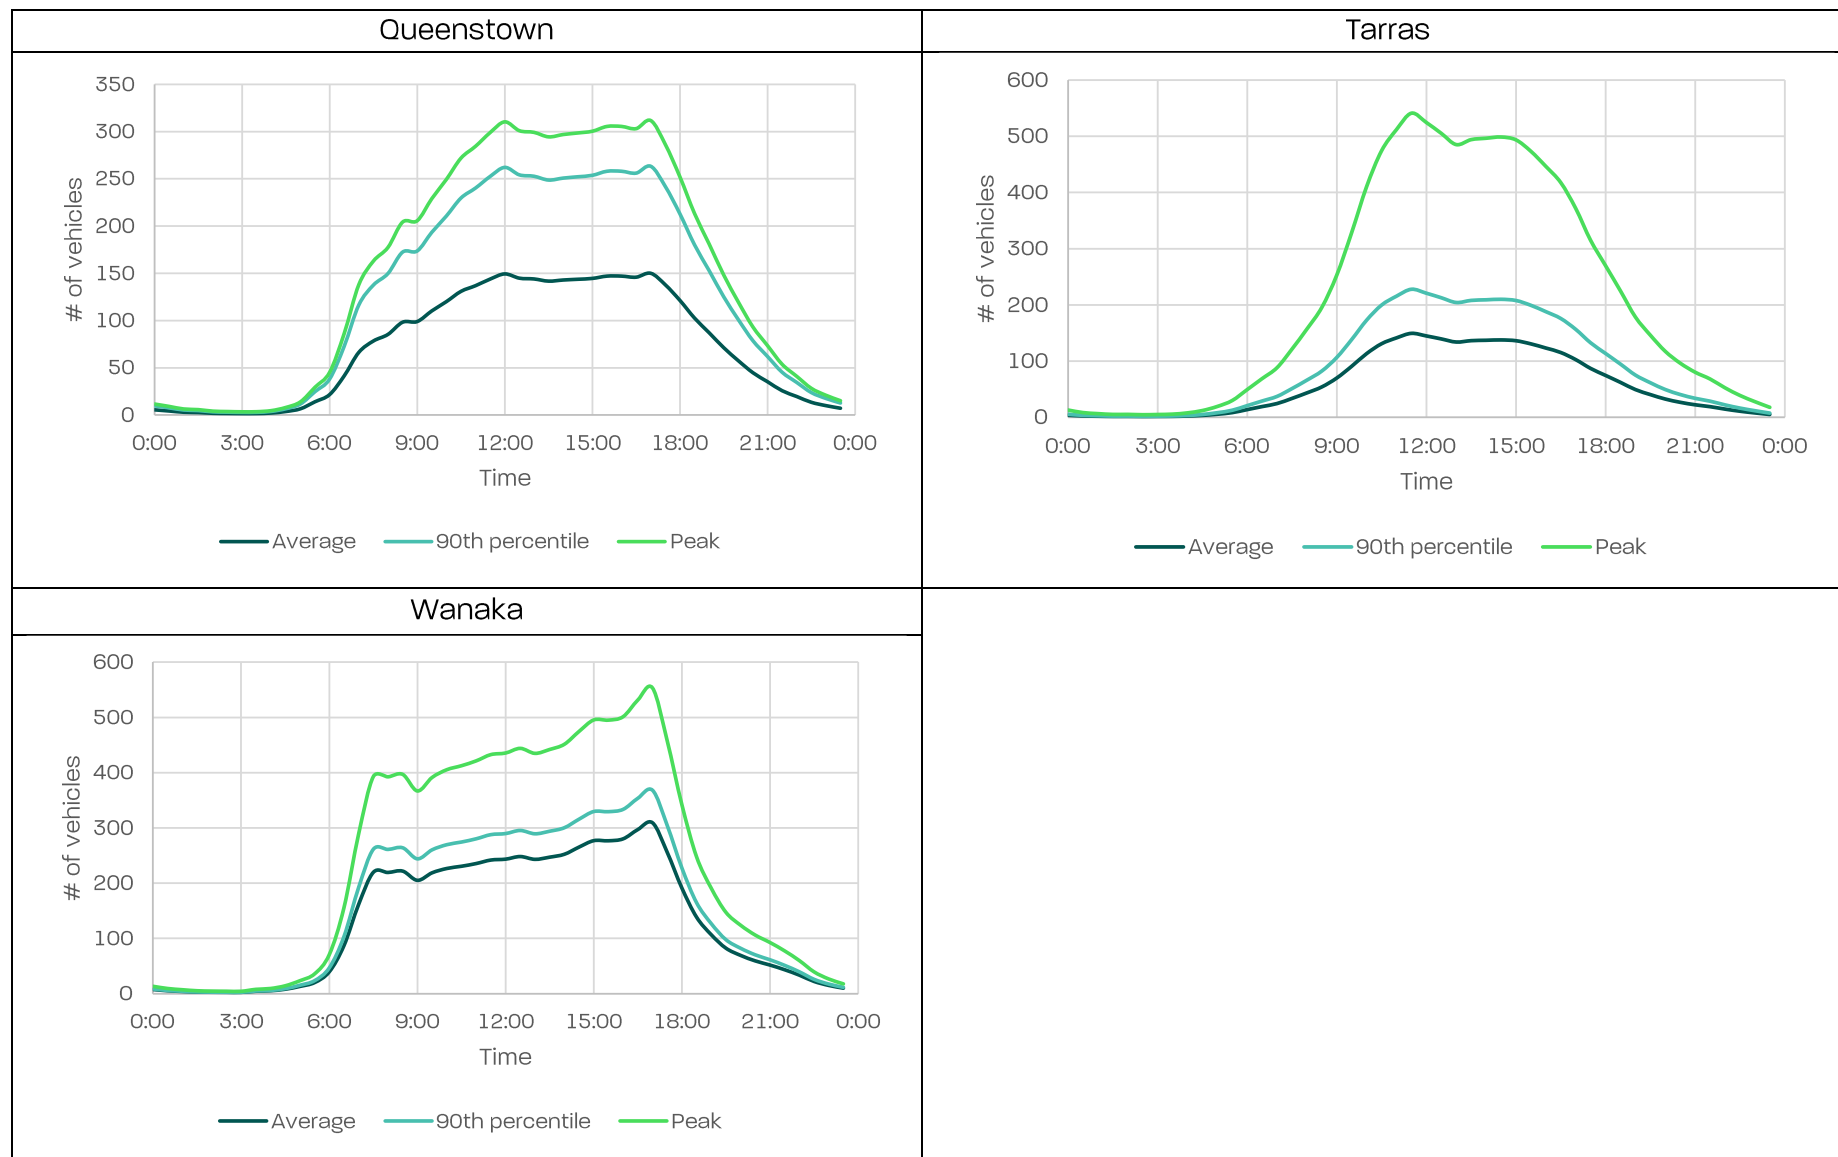 Queenstown
Tarras
350
300
250
200
150
100
50
0
# of vehicles
0:00 3:00 6:00 9:00 12:00 15:00 18:00 21:00 0:00
Time
Average 90th percentile Peak
600
500
400
300
200
100
0
# of vehicles
0:00 3:00 6:00 9:00 12:00 15:00 18:00 21:00 0:00
Time
Average 90th percentile Peak
Wanaka
600
500
400
300
200
100
0
# of vehicles
0:00 3:00 6:00 9:00 12:00 15:00 18:00 21:00 0:00
Time
Average 90th percentile Peak